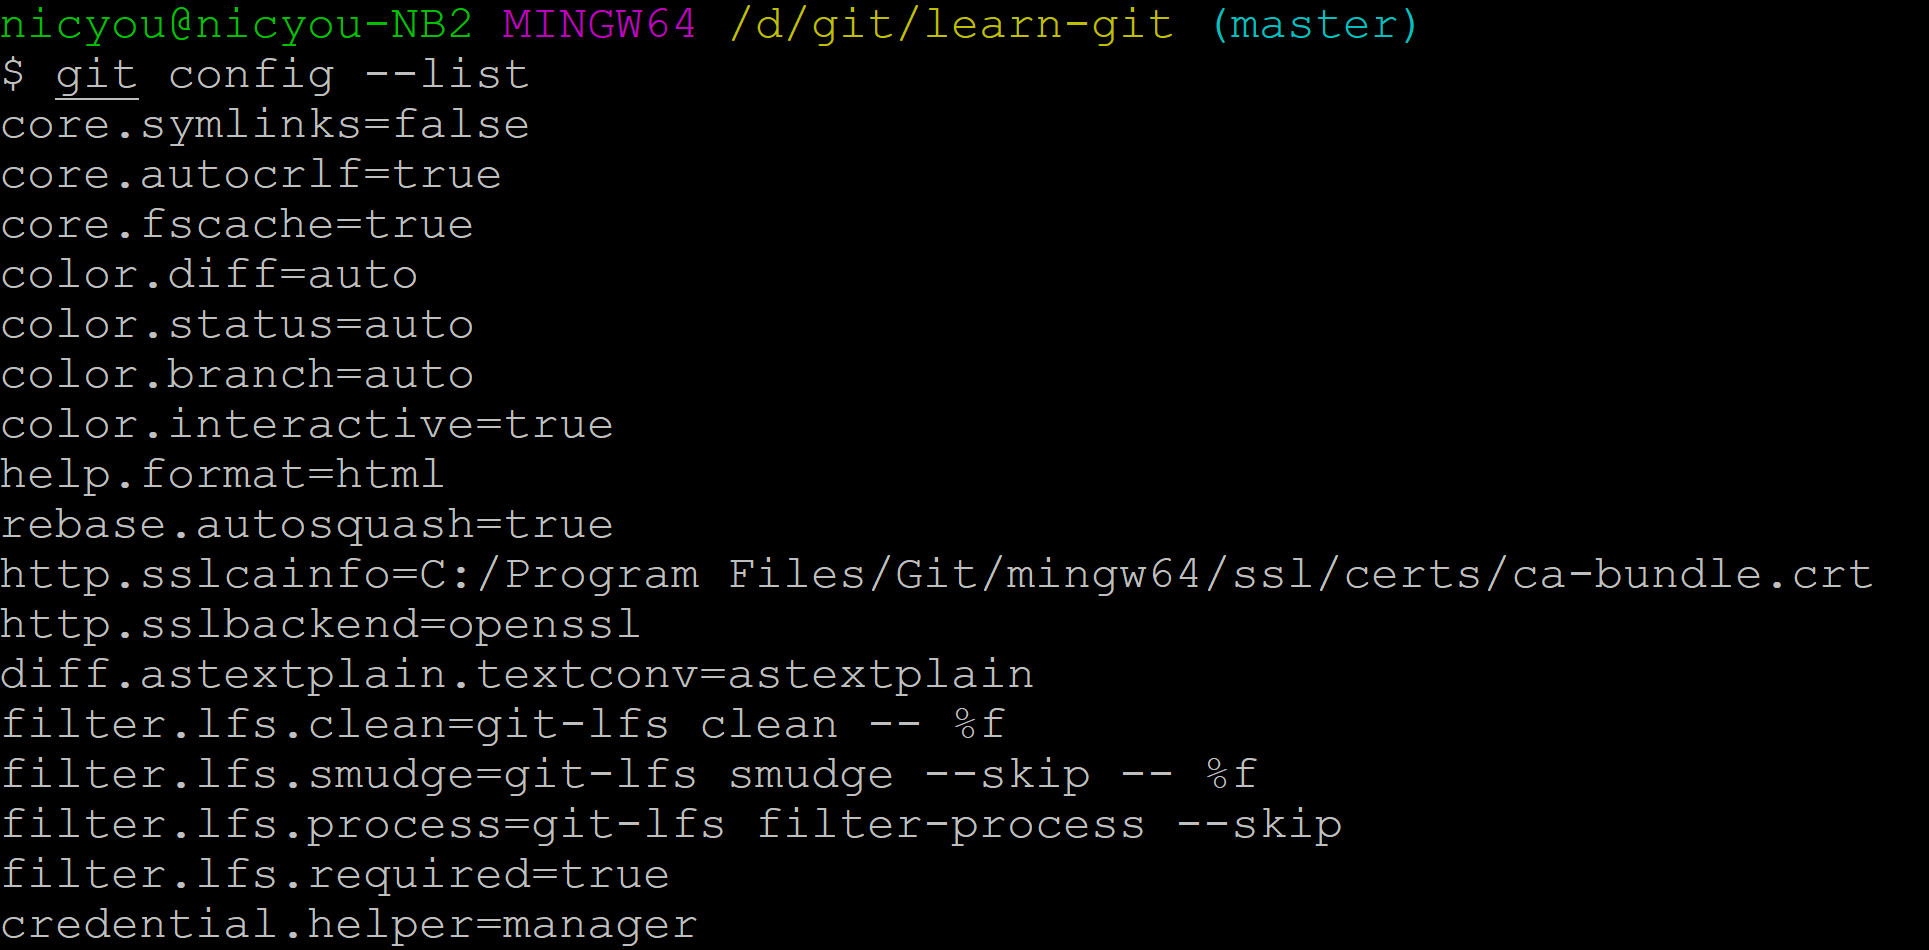 nicyou@nicyou-NB2 MINGW64 /d/git/learn-git (master)
$ git config --list
core.symlinks=false
core.autocrlf=true
core.fscache=true
color.diff=auto
color.status=auto
color.branch=auto
color.interactive=true
help.format=html
rebase.autosquash=true
http.sslcainfo=C:/Program Files/Git/mingw64/ssl/certs/ca-bundle.crt
http.sslbackend=openssl
diff.astextplain.textconv=astextplain
filter.lfs.clean=git-lfs clean -- %f
filter.lfs.smudge=git-lfs smudge --skip -- %f
filter.lfs.process=git-lfs filter-process --skip
filter.lfs.required=true
credential.helper=manager